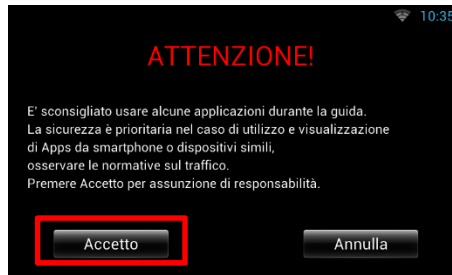 10:35
ATTENZIONE!
E' sconsigliato usare alcune applicazioni durante la guida.
La sicurezza è prioritaria nel caso di utilizzo e visualizzazione
di Apps da smartphone o dispositivi simili,
osservare le normative sul traffico.
Premere Accetto per assunzione di responsabilità.
Accetto Annulla